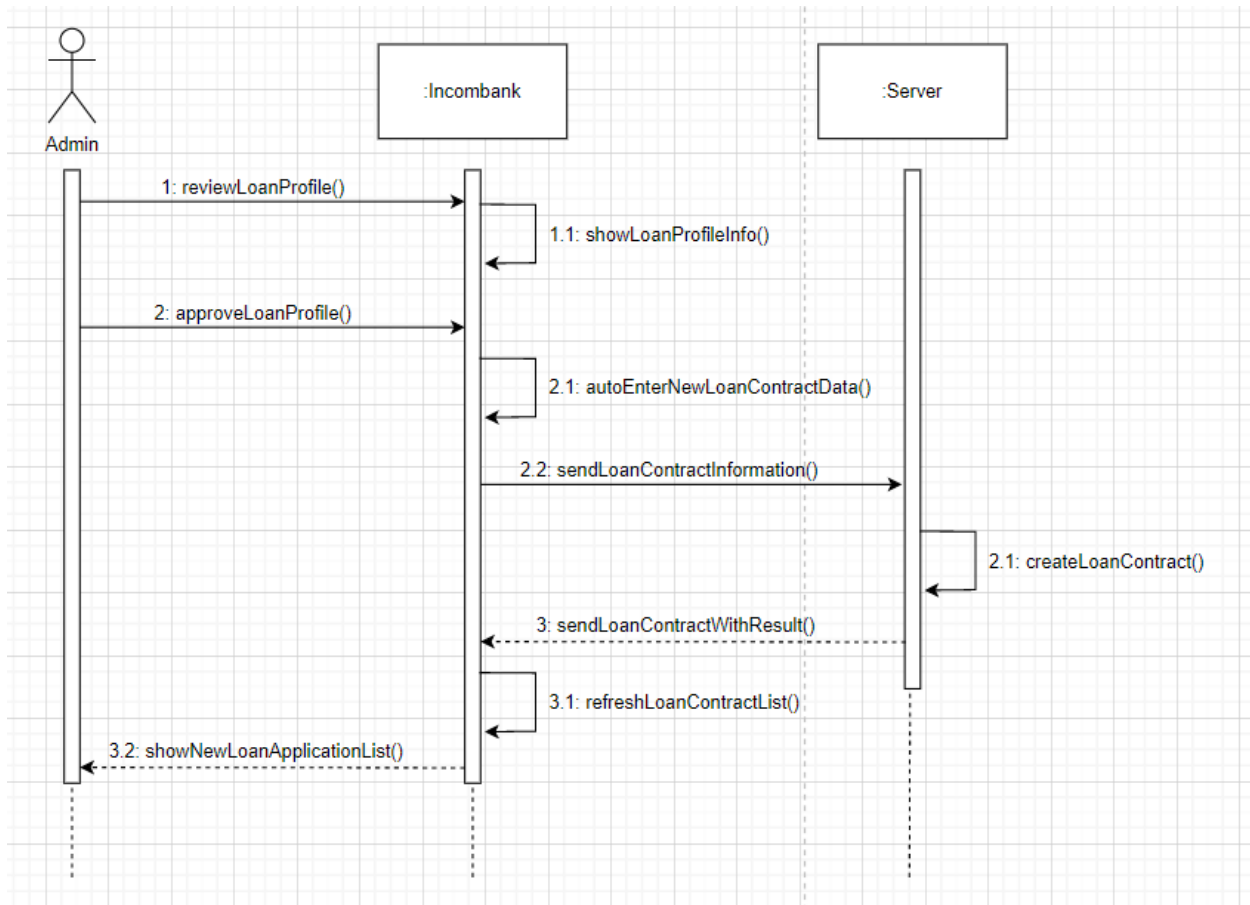 :Incombank
:Server
Admin
1: reviewLoanProfile()
1.1: showLoanProfileInfo()
2: approveLoanProfile()
2.1: autoEnterNewLoanContractData()
2.2: sendLoanContractInformation()
2.1: createLoanContract()
3: sendLoanContractWithResult()
3.1: refreshLoanContractList()
3.2: showNewLoanApplicationList()